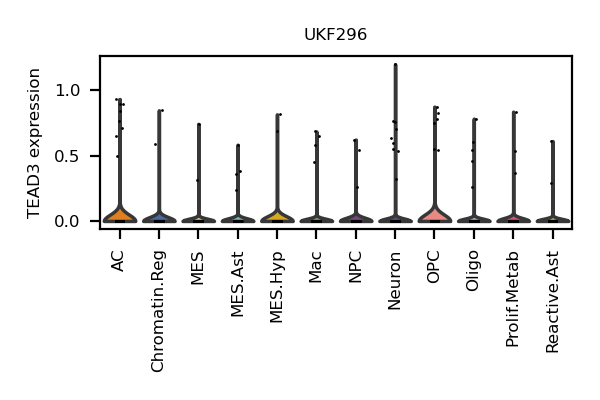 UKF296
TEAD3 expression
1.0
0.5
0.0
AC
Chromatin.Reg
MES
MES.Ast
MES.Hyp
Mac
NPC
Neuron
OPC
Oligo
Prolif.Metab
Reactive.Ast